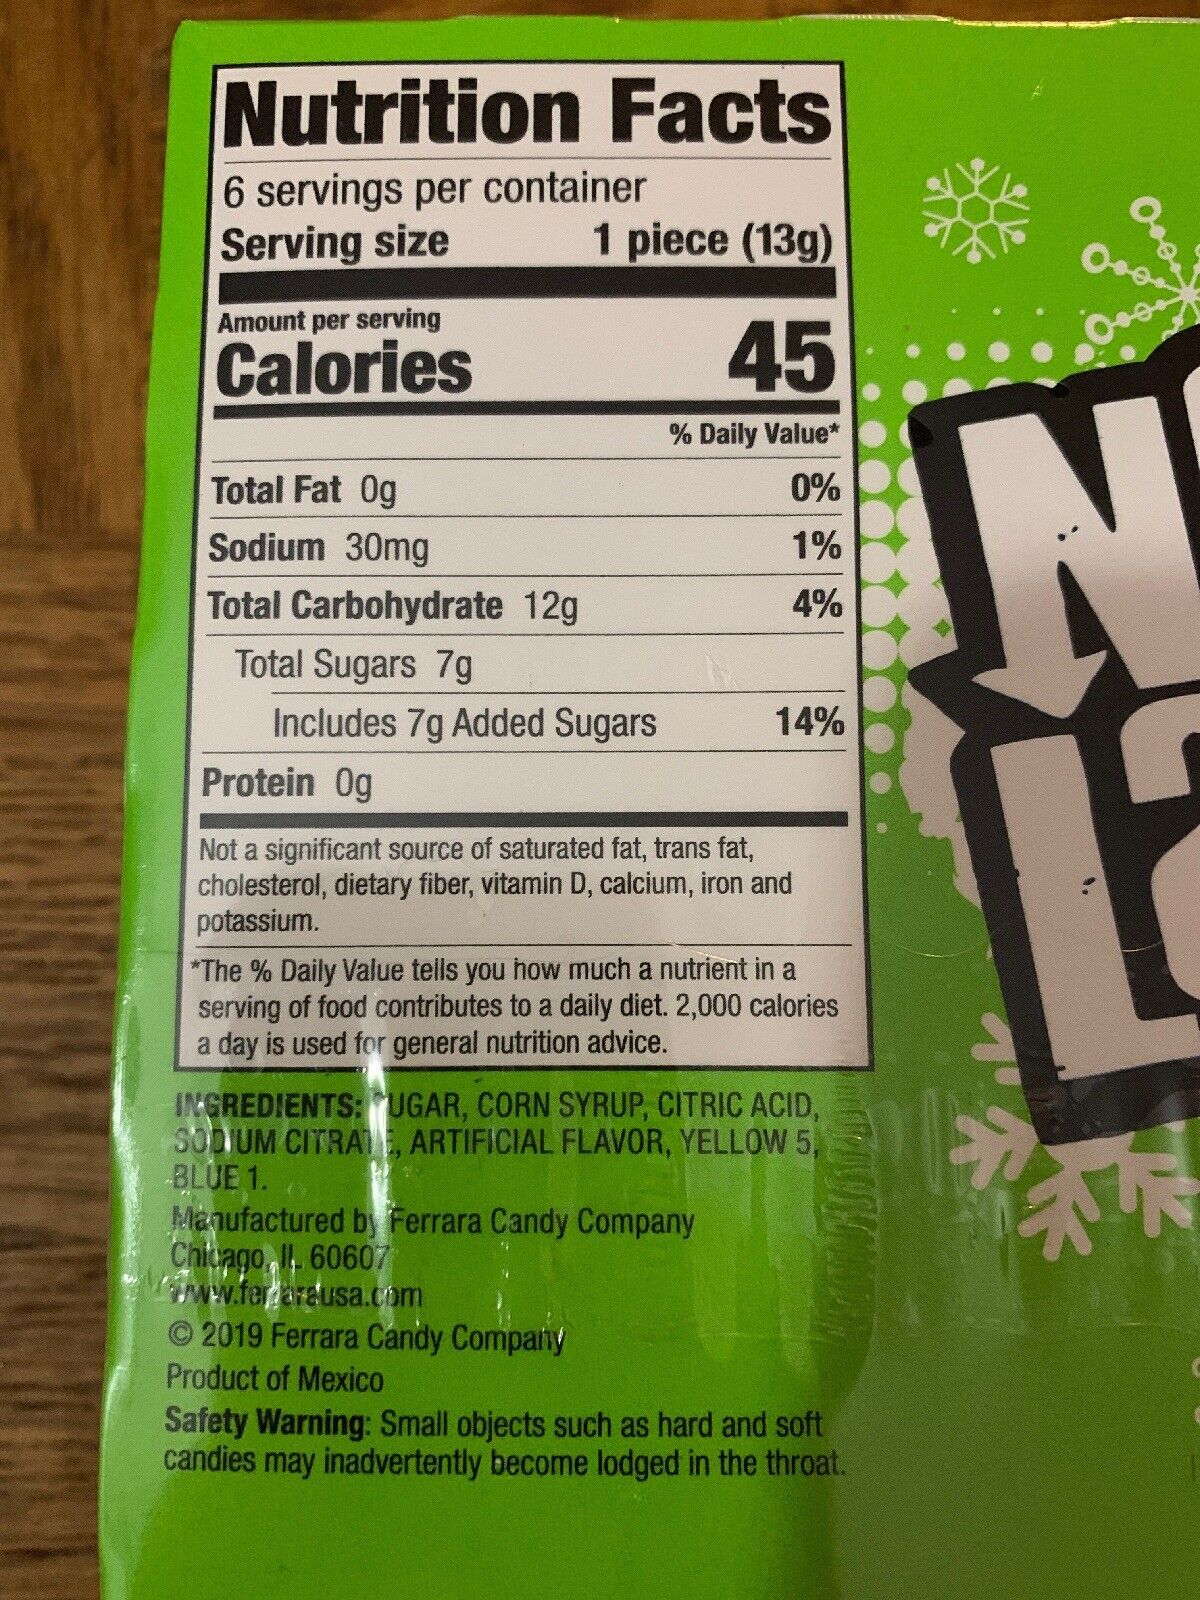 Nutrition Facts
6 servings per container
Serving size 1 piece (13g)
Amount per serving
Calories 45
% Daily Value*
Total Fat 0g 0%
Sodium 30mg 1%
Total Carbohydrate 12g 4%
Total Sugars 7g
Includes 7g Added Sugars 14%
Protein 0g
Not a significant source of saturated fat, trans fat,
cholesterol, dietary fiber, vitamin D, calcium, iron and
potassium.
*The % Daily Value tells you how much a nutrient in a
serving of food contributes to a daily diet. 2,000 calories
a day is used for general nutrition advice.
INGREDIENTS: SUGAR, CORN SYRUP, CITRIC ACID,
SODIUM CITRATE, ARTIFICIAL FLAVOR, YELLOW 5,
BLUE 1.
Manufactured by Ferrara Candy Company
Chicago, IL 60607
www.ferrarausa.com
© 2019 Ferrara Candy Company
Product of Mexico
Safety Warning: Small objects such as hard and soft
candies may inadvertently become lodged in the throat.